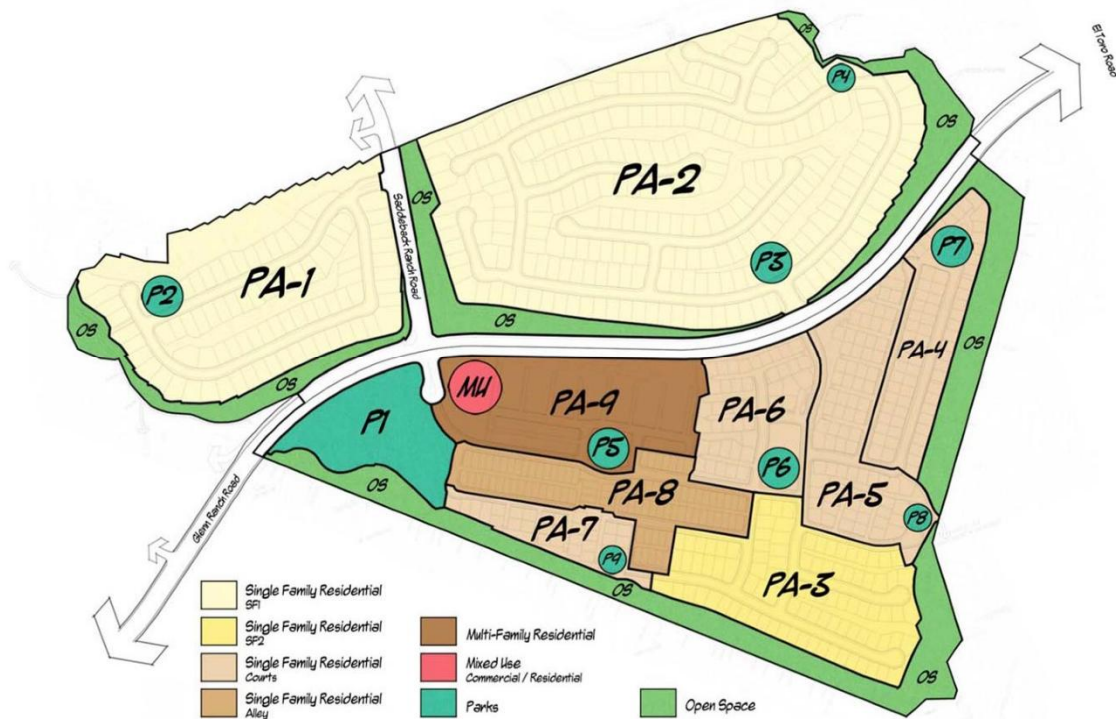 El Toro Road
OS
P4
OS
PA-2
OS
Saddleback Ranch Road
P7
P3
P2
PA-1
OS
OS
OS
PA-4
OS
MU
PA-9
PA-6
P1
P5
P6
OS
PA-8
PA-5
P8
PA-7
P9
Glenn Ranch Road
PA-3
OS
OS
Single Family Residential
SF1
Single Family Residential
SF2
Single Family Residential
Courts
Single Family Residential
Alley
Multi-Family Residential
Mixed Use
Commercial / Residential
Parks
Open Space